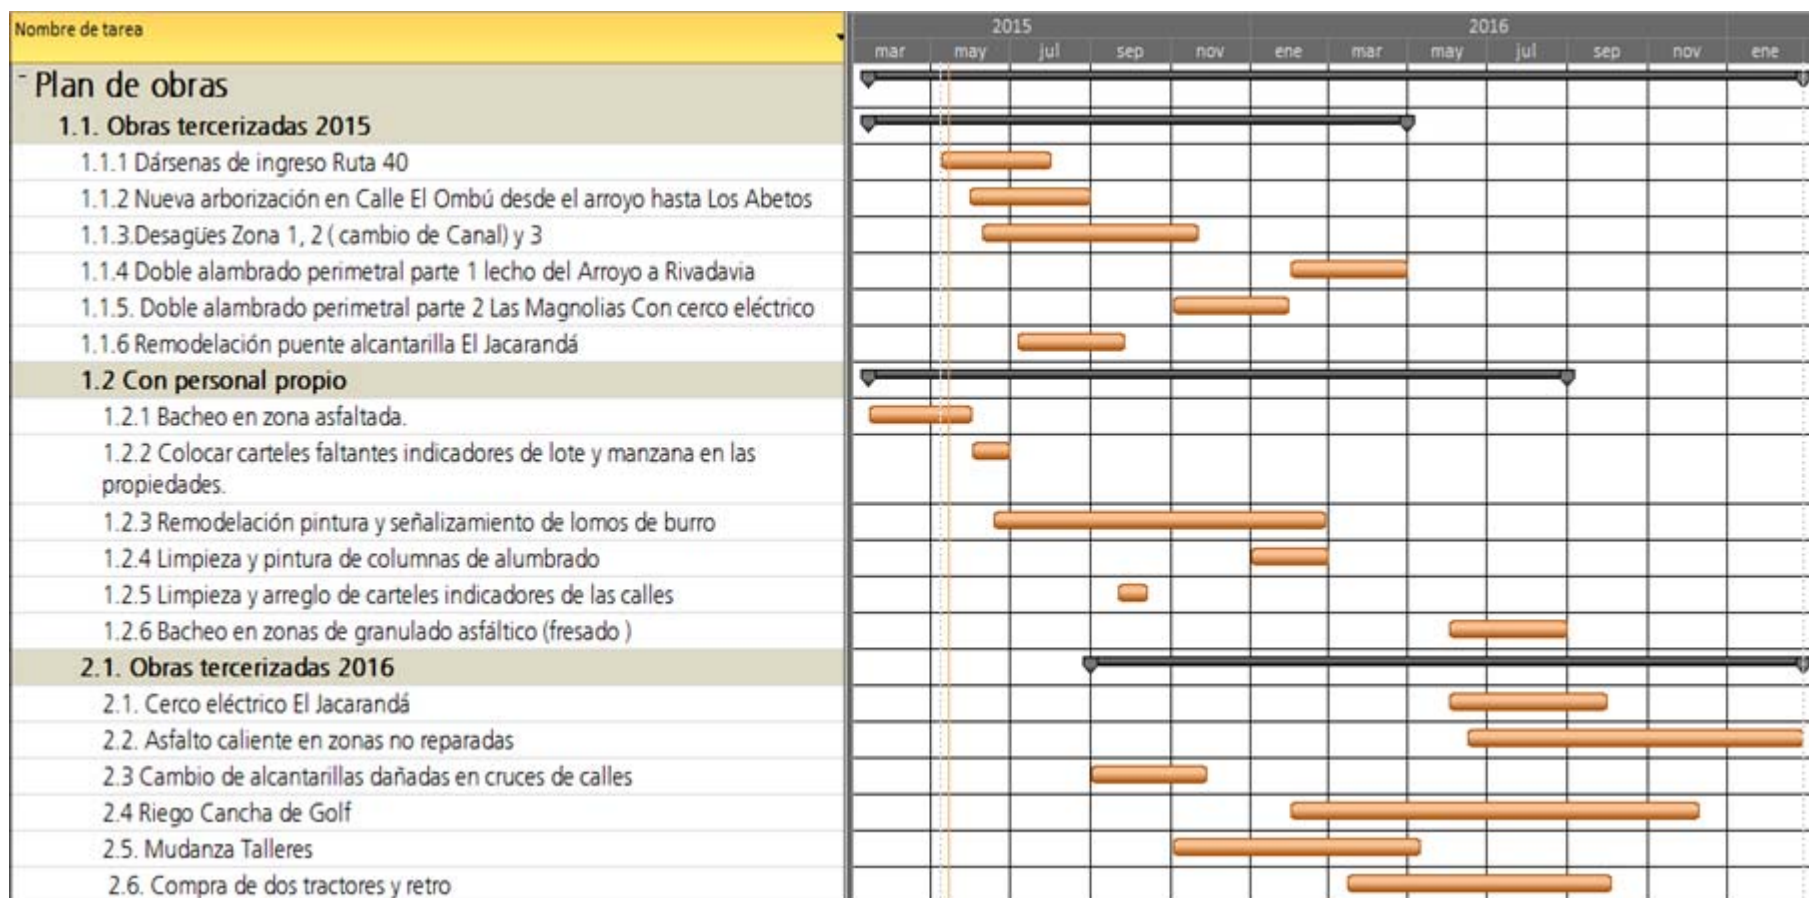 Nombre de tarea
2015 2016
mar may jul sep nov ene mar may jul sep nov ene
- Plan de obras
1.1. Obras tercerizadas 2015
1.1.1 Dársenas de ingreso Ruta 40
1.1.2 Nueva arborización en Calle El Ombú desde el arroyo hasta Los Abetos
1.1.3.Desagües Zona 1, 2 ( cambio de Canal) y 3
1.1.4 Doble alambrado perimetral parte 1 lecho del Arroyo a Rivadavia
1.1.5. Doble alambrado perimetral parte 2 Las Magnolias Con cerco eléctrico
1.1.6 Remodelación puente alcantarilla El Jacarandá
1.2 Con personal propio
1.2.1 Bacheo en zona asfaltada.
1.2.2 Colocar carteles faltantes indicadores de lote y manzana en las
propiedades.
1.2.3 Remodelación pintura y señalizamiento de lomos de burro
1.2.4 Limpieza y pintura de columnas de alumbrado
1.2.5 Limpieza y arreglo de carteles indicadores de las calles
1.2.6 Bacheo en zonas de granulado asfáltico (fresado )
2.1. Obras tercerizadas 2016
2.1. Cerco eléctrico El Jacarandá
2.2. Asfalto caliente en zonas no reparadas
2.3 Cambio de alcantarillas dañadas en cruces de calles
2.4 Riego Cancha de Golf
2.5. Mudanza Talleres
2.6. Compra de dos tractores y retro